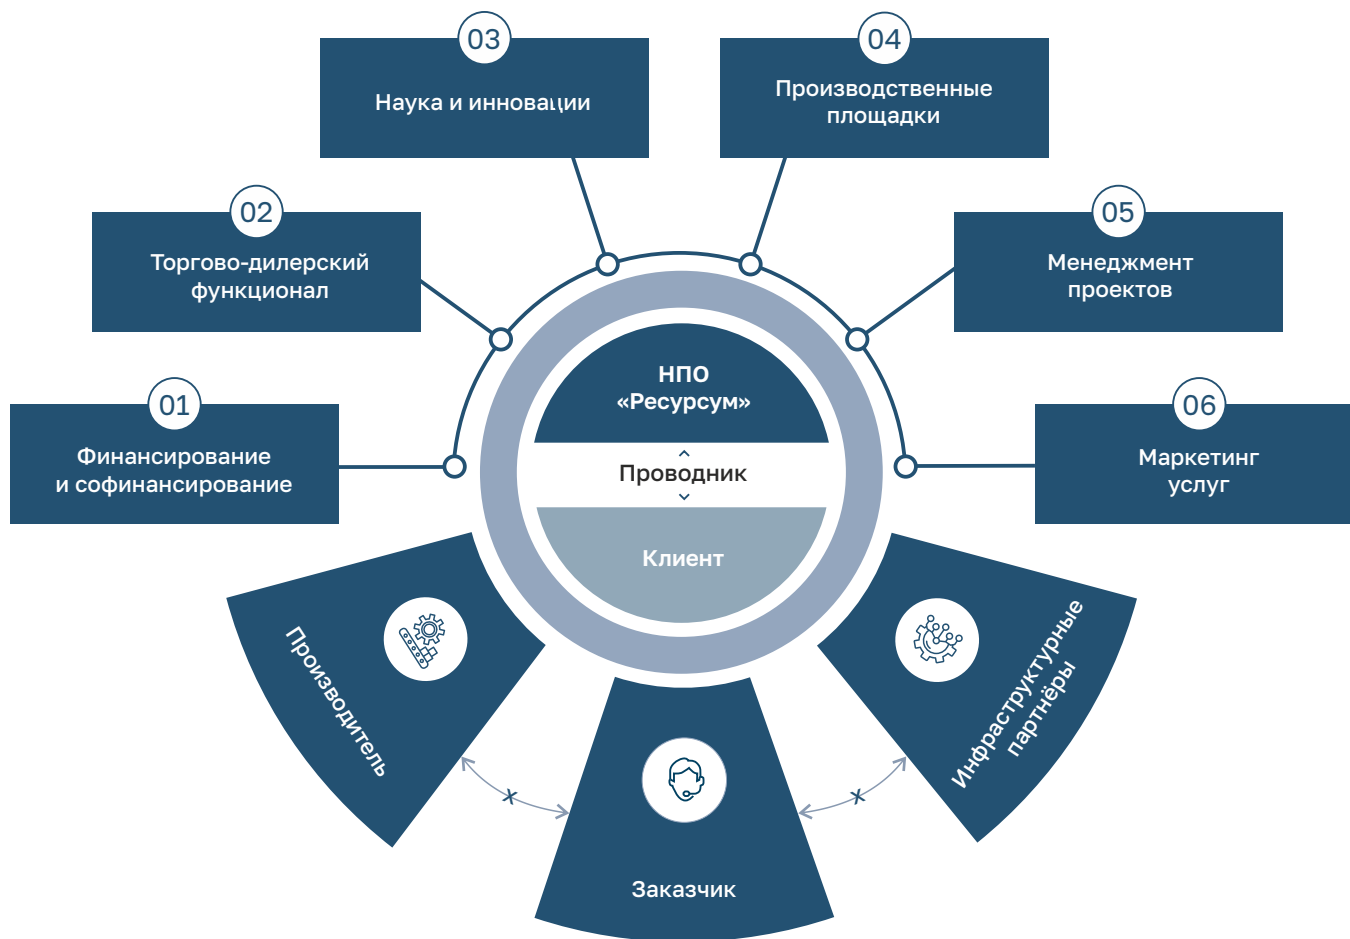 03
Наука и инновации
04
Производственные
площадки
02
Торгово-дилерский
функционал
05
Менеджмент
проектов
01
Финансирование
и софинансирование
06
Маркетинг
услуг
НПО
«Ресурсум»
Проводник
Клиент
Производитель
Заказчик
Инфраструктурные
партнёры
x
x